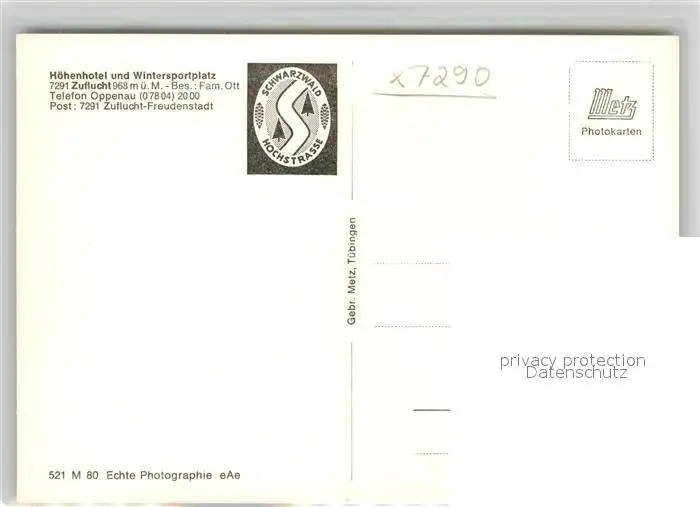 Höhenhotel und Wintersportplatz
7291 Zuflucht 968 m ü. M. - Bes.: Fam. Ott
Telefon Oppenau (07804) 2000
Post: 7291 Zuflucht-Freudenstadt
SCHWARZWALD
HOCHSTRASSE
x7290
Metz
Photokarten
Gebr. Metz, Tübingen
privacy protection
Datenschutz
521 M 80 Echte Photographie eAe